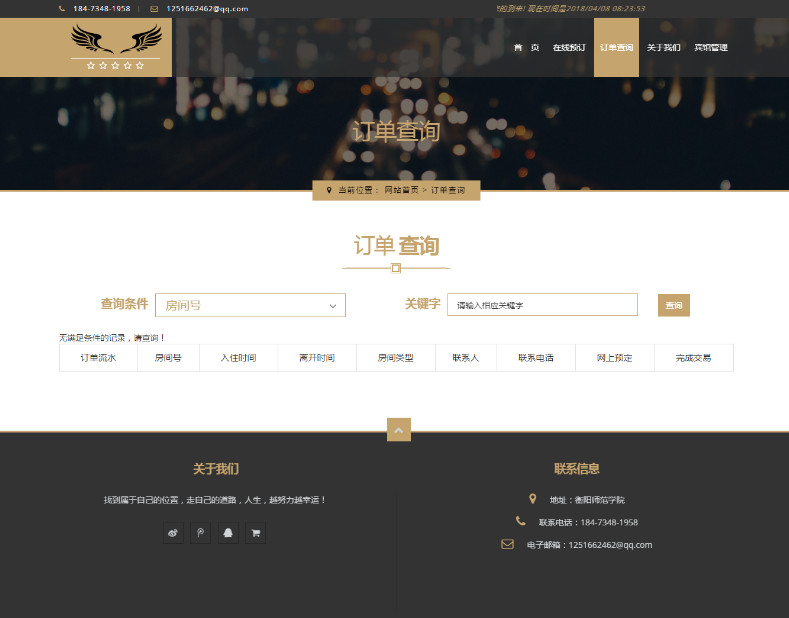 184-7348-1958 | 1251662462@qq.com
的到来! 现在时间是2018/04/08 08:23:53
首 页 在线预订 订单查询 关于我们 宾馆管理
订单查询
当前位置： 网站首页 > 订单查询
订单 查询
查询条件 房间号 关键字 请输入相应关键字 查询
无满足条件的记录，请查询！
订单流水 房间号 入住时间 离开时间 房间类型 联系人 联系电话 网上预定 完成交易
关于我们
找到属于自己的位置，走自己的道路，人生，越努力越幸运！
联系信息
地址：衡阳师范学院
联系电话：184-7348-1958
电子邮箱：1251662462@qq.com